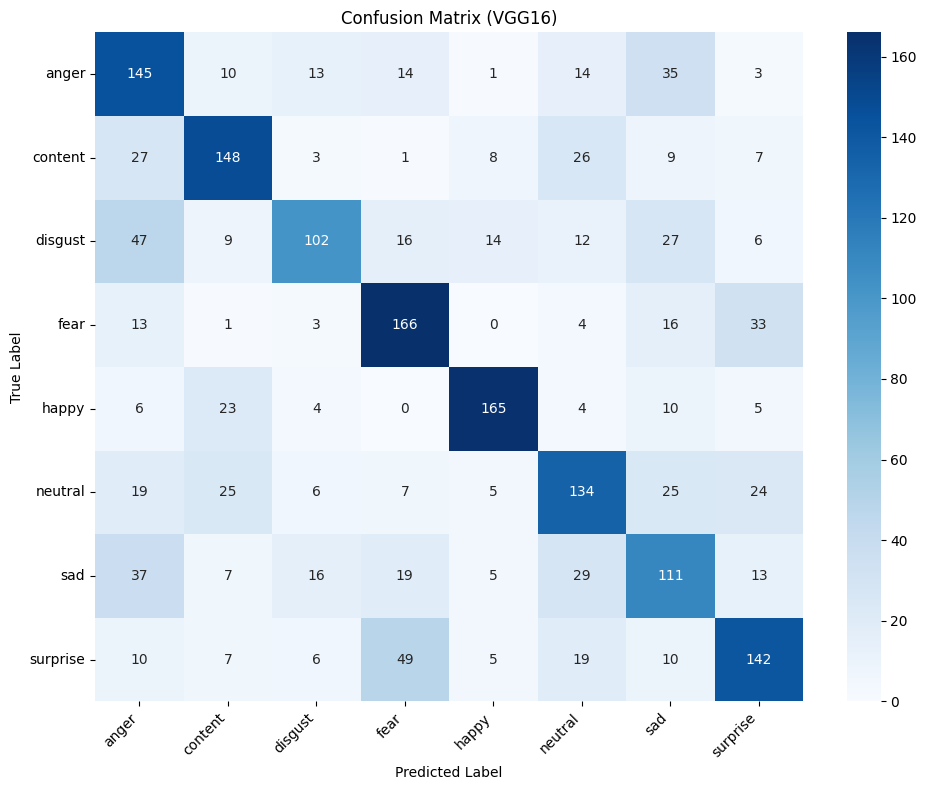 Confusion Matrix (VGG16)
anger 145 10 13 14 1 14 35 3
content 27 148 3 1 8 26 9 7
disgust 47 9 102 16 14 12 27 6
fear 13 1 3 166 0 4 16 33
happy 6 23 4 0 165 4 10 5
neutral 19 25 6 7 5 134 25 24
sad 37 7 16 19 5 29 111 13
surprise 10 7 6 49 5 19 10 142
anger content disgust fear happy neutral sad surprise
Predicted Label
True Label
160
140
120
100
80
60
40
20
0